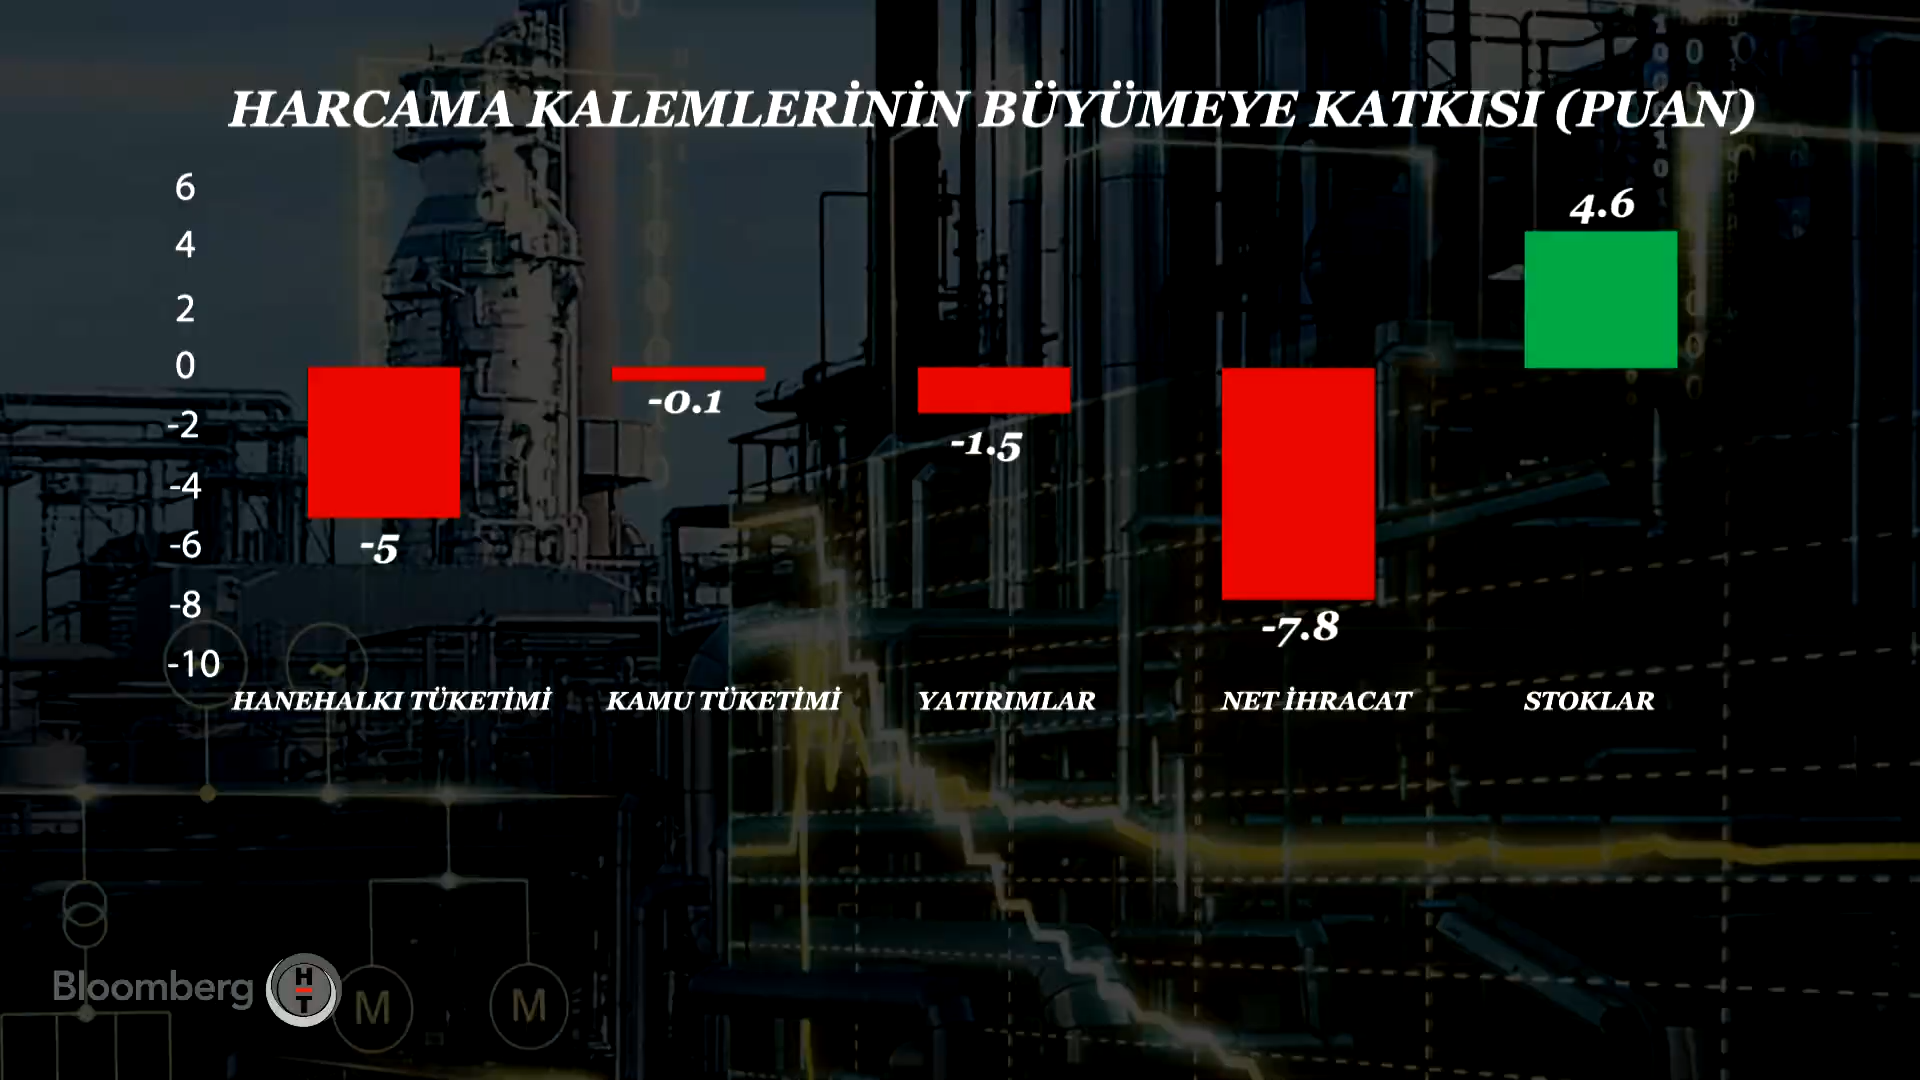 HARCAMA KALEMLERİNİN BÜYÜMEYE KATKISI (PUAN)
6
4
2
0
-2
-4
-6
-8
-10
-5
-0.1
-1.5
-7.8
4.6
HANEHALKI TÜKETİMİ
KAMU TÜKETİMİ
YATIRIMLAR
NET İHRACAT
STOKLAR
Bloomberg HT
M
M